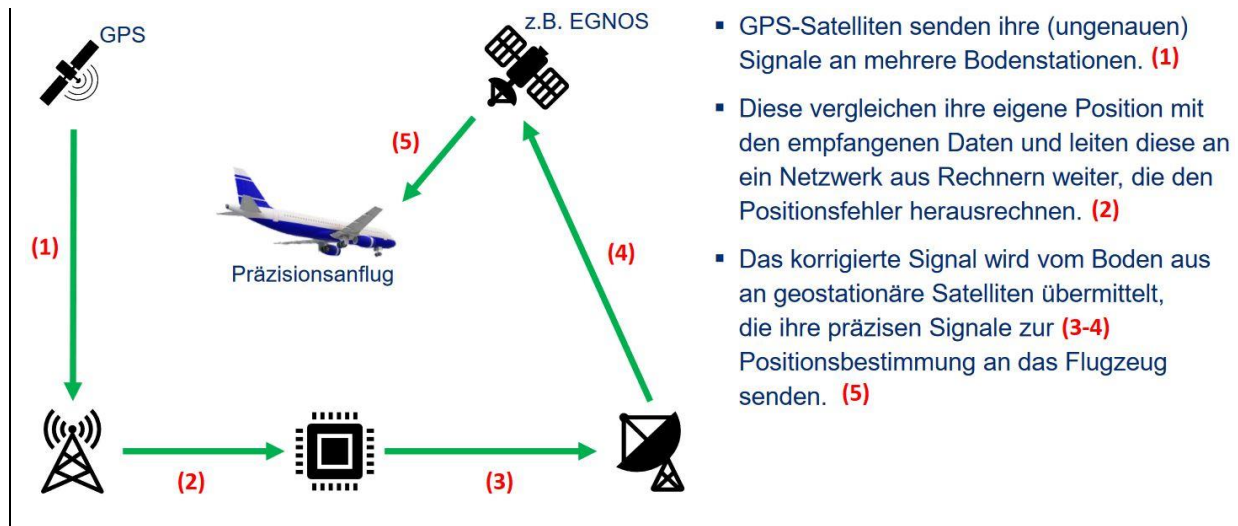 GPS
z.B. EGNOS
(5)
(1)
Präzisionsanflug
(4)
(2)
(3)
▪ GPS-Satelliten senden ihre (ungenauen)
Signale an mehrere Bodenstationen. (1)
▪ Diese vergleichen ihre eigene Position mit
den empfangenen Daten und leiten diese an
ein Netzwerk aus Rechnern weiter, die den
Positionsfehler herausrechnen. (2)
▪ Das korrigierte Signal wird vom Boden aus
an geostationäre Satelliten übermittelt,
die ihre präzisen Signale zur (3-4)
Positionsbestimmung an das Flugzeug
senden. (5)